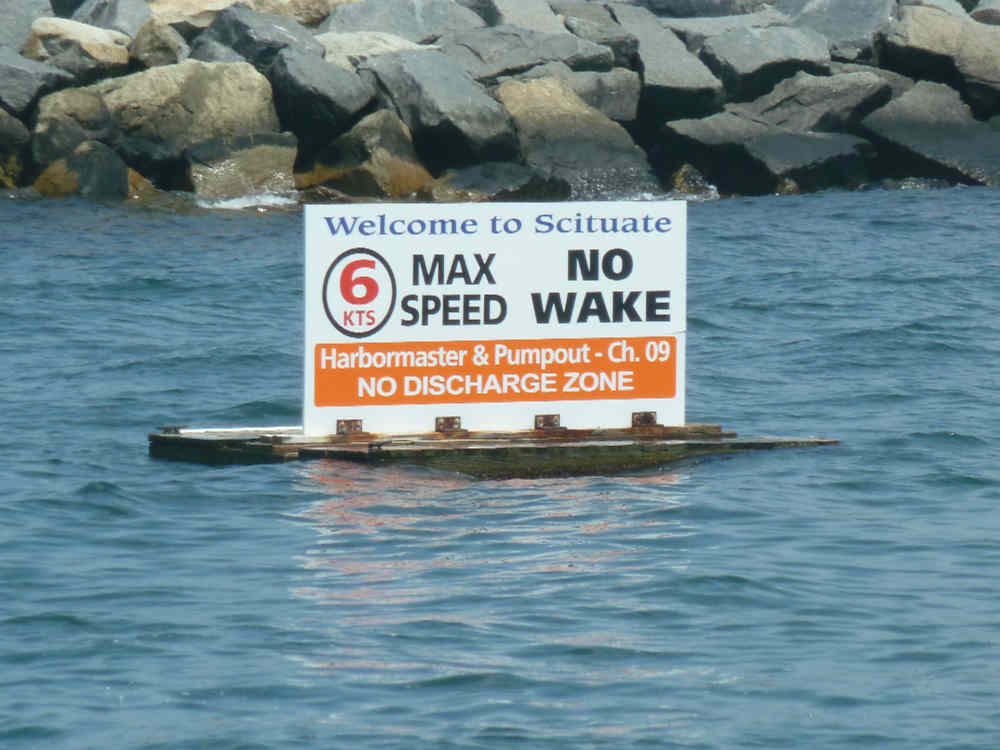 Welcome to Scituate
6 KTS
MAX SPEED
NO WAKE
Harbormaster & Pumpout - Ch. 09
NO DISCHARGE ZONE